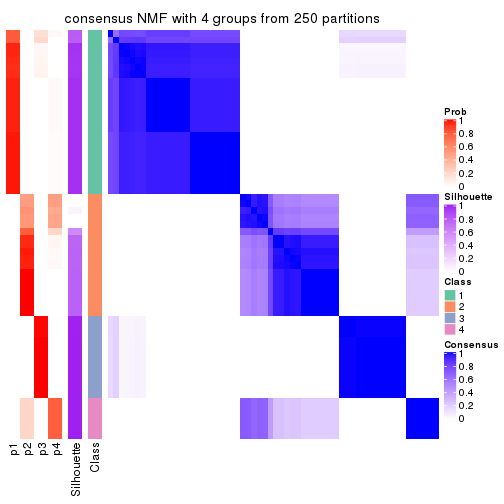 consensus NMF with 4 groups from 250 partitions
Prob
1
0.8
0.6
0.4
0.2
0
Silhouette
1
0.8
0.6
0.4
0.2
0
Class
1
2
3
4
Consensus
1
0.8
0.6
0.4
0.2
0
p1
p2
p3
p4
Silhouette
Class